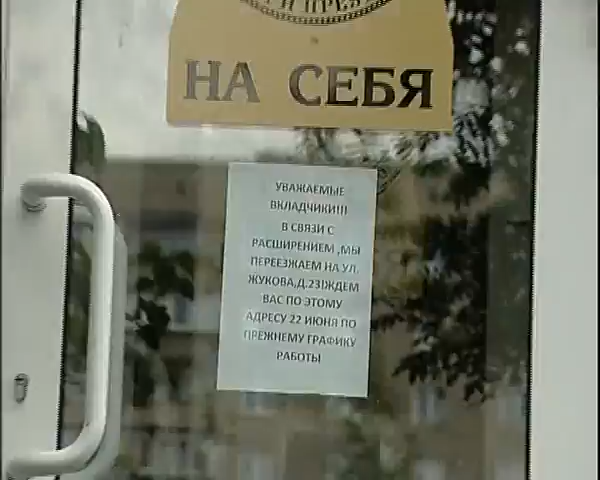 НА СЕБЯ
УВАЖАЕМЫЕ
ВКЛАДЧИКИ!!!
В СВЯЗИ С
РАСШИРЕНИЕМ ,МЫ
ПЕРЕЕЗЖАЕМ НА УЛ.
ЖУКОВА,Д.23!ЖДЕМ
ВАС ПО ЭТОМУ
АДРЕСУ 22 ИЮНЯ ПО
ПРЕЖНЕМУ ГРАФИКУ
РАБОТЫ